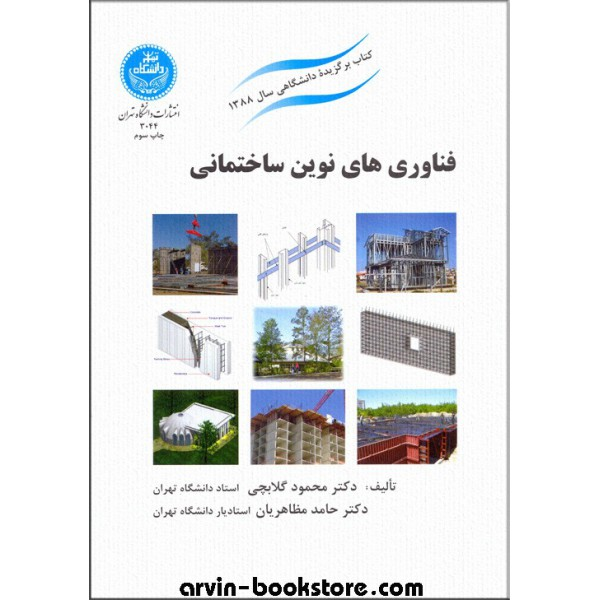 کتاب برگزیدهٔ دانشگاهی سال ۱۳۸۸
انتشارات دانشگاه تهران
۳۰۴۴
چاپ سوم
فناوری های نوین ساختمانی
تألیف: دکتر محمود گلابچی استاد دانشگاه تهران
دکتر حامد مظاهریان استادیار دانشگاه تهران
arvin-bookstore.com